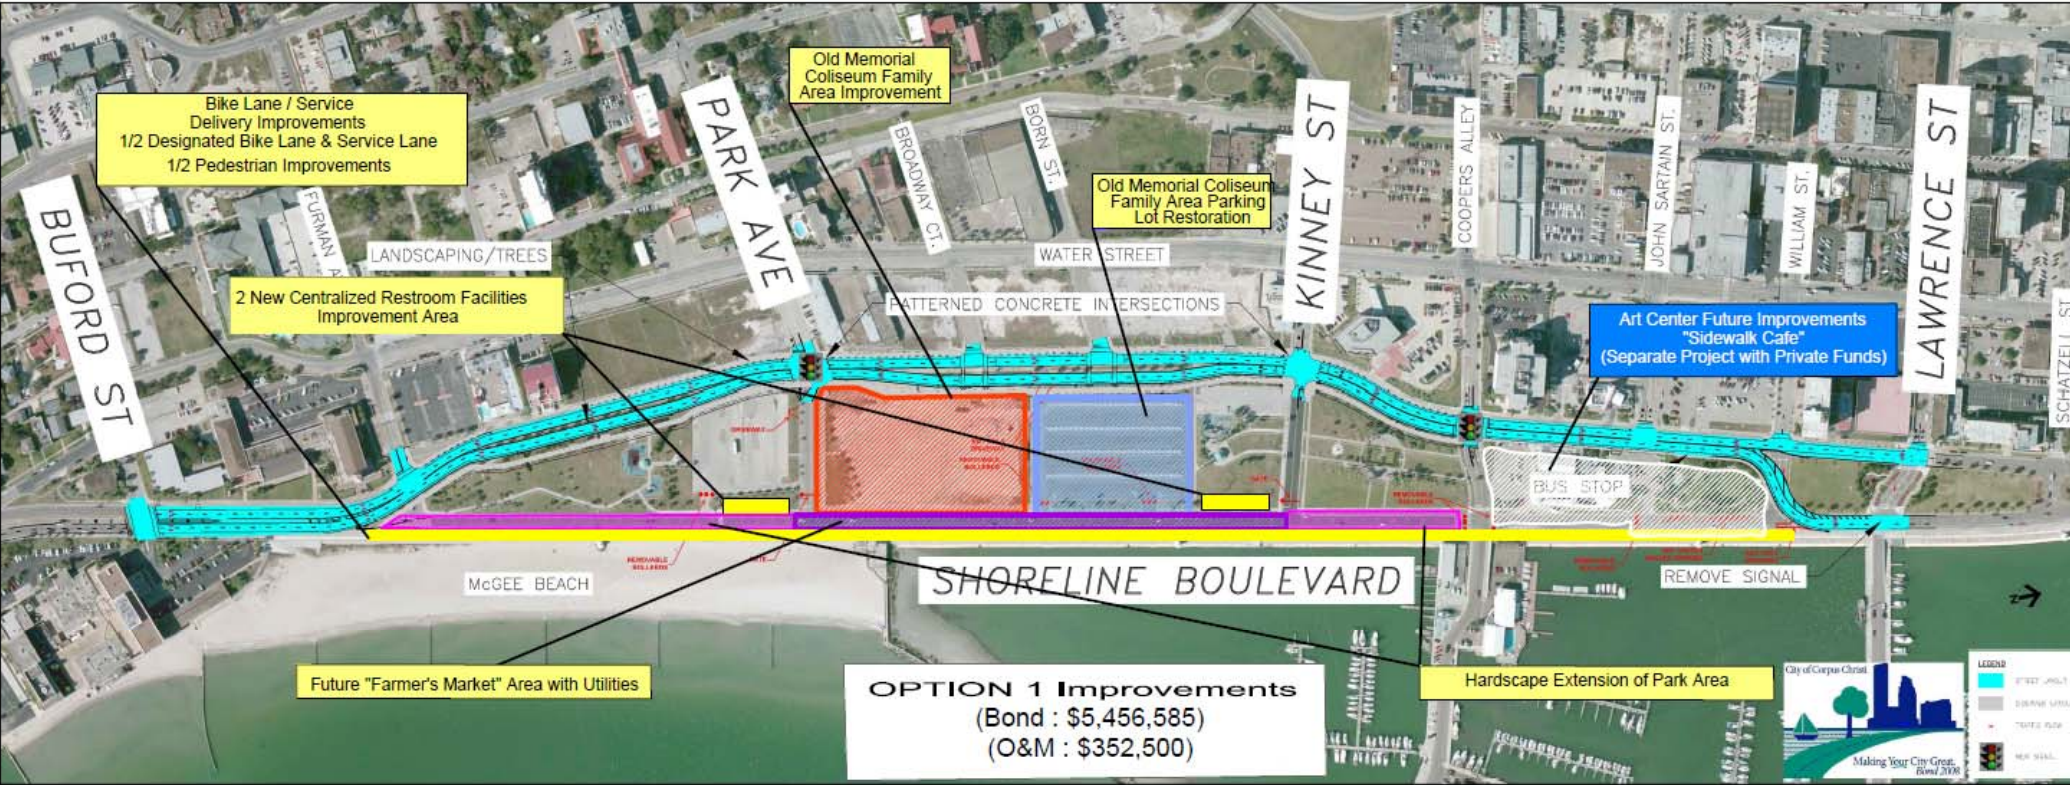 Old Memorial
Coliseum Family
Area Improvement
Bike Lane / Service
Delivery Improvements
1/2 Designated Bike Lane & Service Lane
1/2 Pedestrian Improvements
BUFORD ST
FURMAN
LANDSCAPING/TREES
PARK AVE
BROADWAY CT.
BORN ST.
Old Memorial Coliseum
Family Area Parking
Lot Restoration
WATER STREET
KINNEY ST
COOPERS ALLEY
JOHN SARTAIN ST.
WILLIAM ST.
LAWRENCE ST
SCHATZELL ST
2 New Centralized Restroom Facilities
Improvement Area
PATTERNED CONCRETE INTERSECTIONS
Art Center Future Improvements
"Sidewalk Cafe"
(Separate Project with Private Funds)
BUS STOP
REMOVABLE
BOLLARDS
GATE
McGEE BEACH
SHORELINE BOULEVARD
REMOVE SIGNAL
Future "Farmer's Market" Area with Utilities
OPTION 1 Improvements
(Bond : $5,456,585)
(O&M : $352,500)
Hardscape Extension of Park Area
City of Corpus Christi
Making Your City Great.
Bond 2008
LEGEND